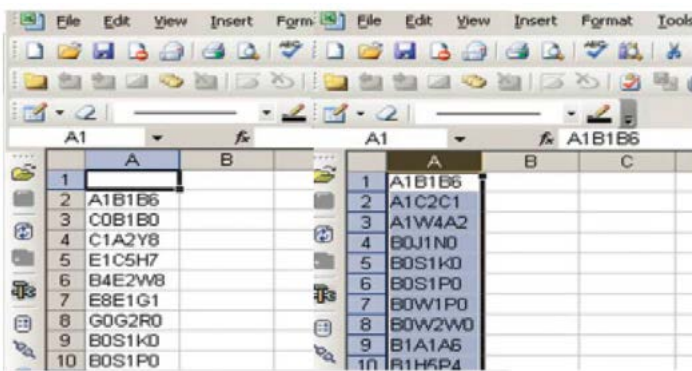 File Edit View Insert Form
A1 fx
A B
1
2 A1B1B6
3 C0B1B0
4 C1A2Y8
5 E1C5H7
6 B4E2W8
7 E8E1G1
8 G0G2R0
9 B0S1K0
10 B0S1P0
File Edit View Insert Format Tools
A1 fx A1B1B6
A B C
1 A1B1B6
2 A1C2C1
3 A1W4A2
4 B0J1N0
5 B0S1K0
6 B0S1P0
7 B0W1P0
8 B0W2W0
9 B1A1A6
10 B1H5P4